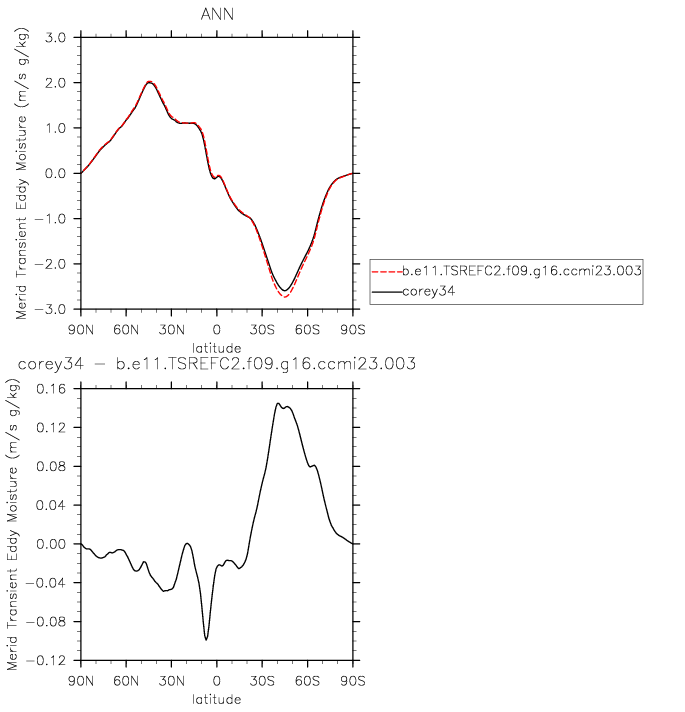 ANN
Merid Transient Eddy Moisture (m/s g/kg)
3.0
2.0
1.0
0.0
−1.0
−2.0
−3.0
90N 60N 30N 0 30S 60S 90S
latitude
b.e11.TSREFC2.f09.g16.ccmi23.003
corey34
corey34 − b.e11.TSREFC2.f09.g16.ccmi23.003
Merid Transient Eddy Moisture (m/s g/kg)
0.16
0.12
0.08
0.04
0.00
−0.04
−0.08
−0.12
90N 60N 30N 0 30S 60S 90S
latitude